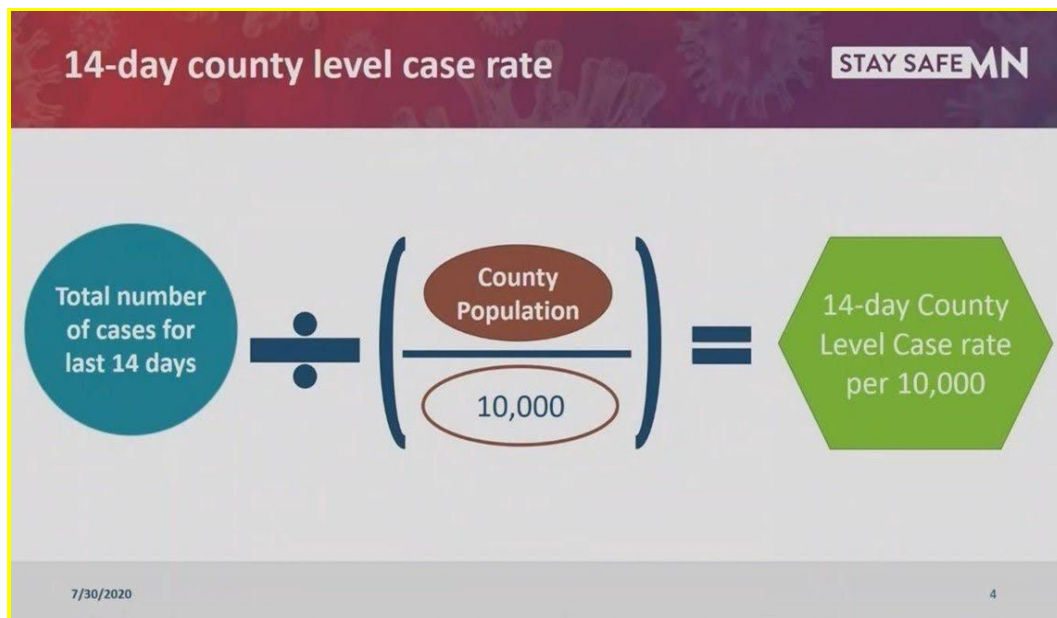 14-day county level case rate
STAY SAFE MN
Total number
of cases for
last 14 days
÷
County
Population
10,000
=
14-day County
Level Case rate
per 10,000
7/30/2020
4